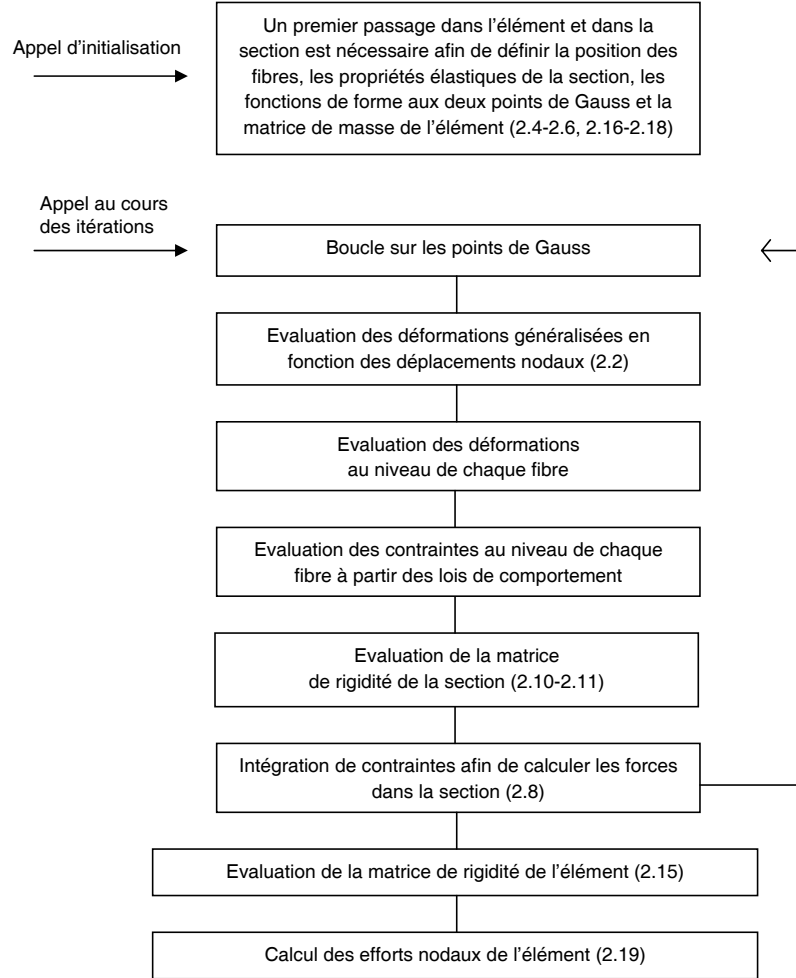 Appel d’initialisation
Un premier passage dans l’élément et dans la
section est nécessaire afin de définir la position des
fibres, les propriétés élastiques de la section, les
fonctions de forme aux deux points de Gauss et la
matrice de masse de l’élément (2.4-2.6, 2.16-2.18)
Appel au cours
des itérations
Boucle sur les points de Gauss
Evaluation des déformations généralisées en
fonction des déplacements nodaux (2.2)
Evaluation des déformations
au niveau de chaque fibre
Evaluation des contraintes au niveau de chaque
fibre à partir des lois de comportement
Evaluation de la matrice
de rigidité de la section (2.10-2.11)
Intégration de contraintes afin de calculer les forces
dans la section (2.8)
Evaluation de la matrice de rigidité de l’élément (2.15)
Calcul des efforts nodaux de l’élément (2.19)